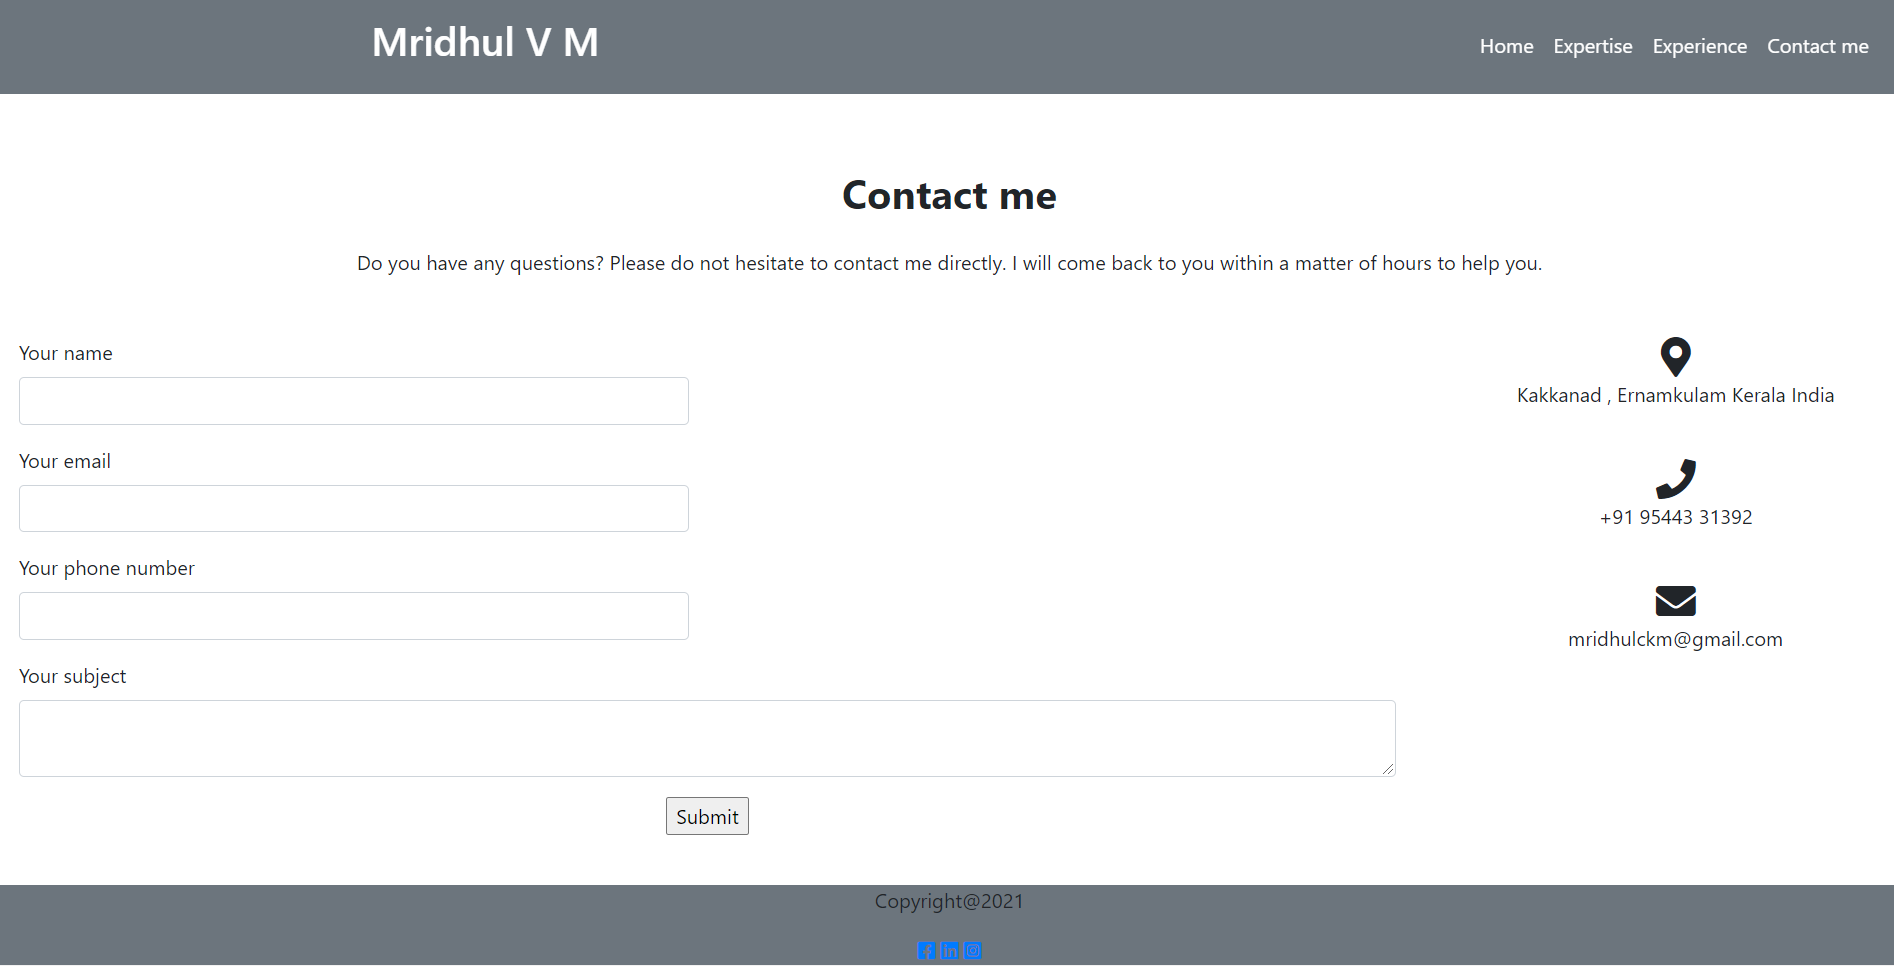 Mridhul V M
Home Expertise Experience Contact me
Contact me
Do you have any questions? Please do not hesitate to contact me directly. I will come back to you within a matter of hours to help you.
Your name
Your email
Your phone number
Your subject
Submit
Kakkanad , Ernamkulam Kerala India
+91 95443 31392
mridhulckm@gmail.com
Copyright@2021